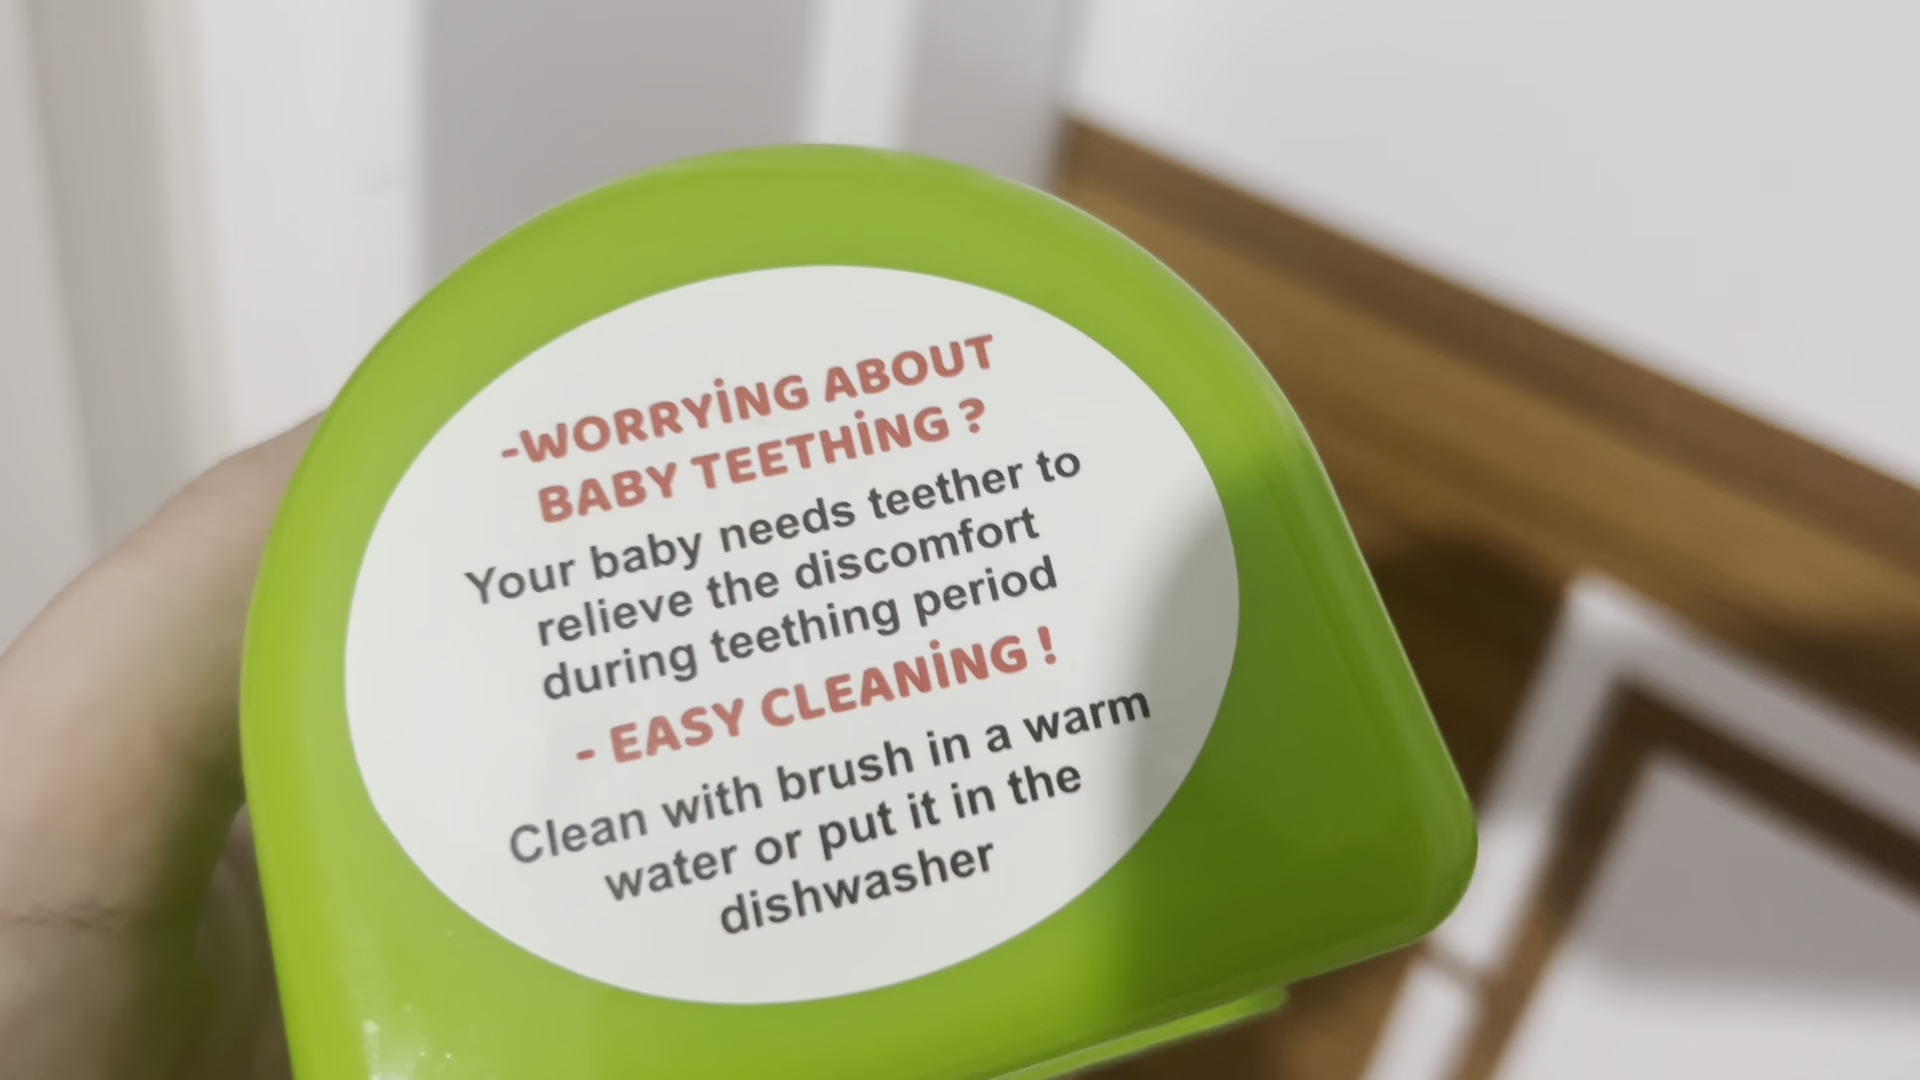 -WORRYİNG ABOUT
BABY TEETHİNG ?
Your baby needs teether to
relieve the discomfort
during teething period
- EASY CLEANİNG !
Clean with brush in a warm
water or put it in the
dishwasher